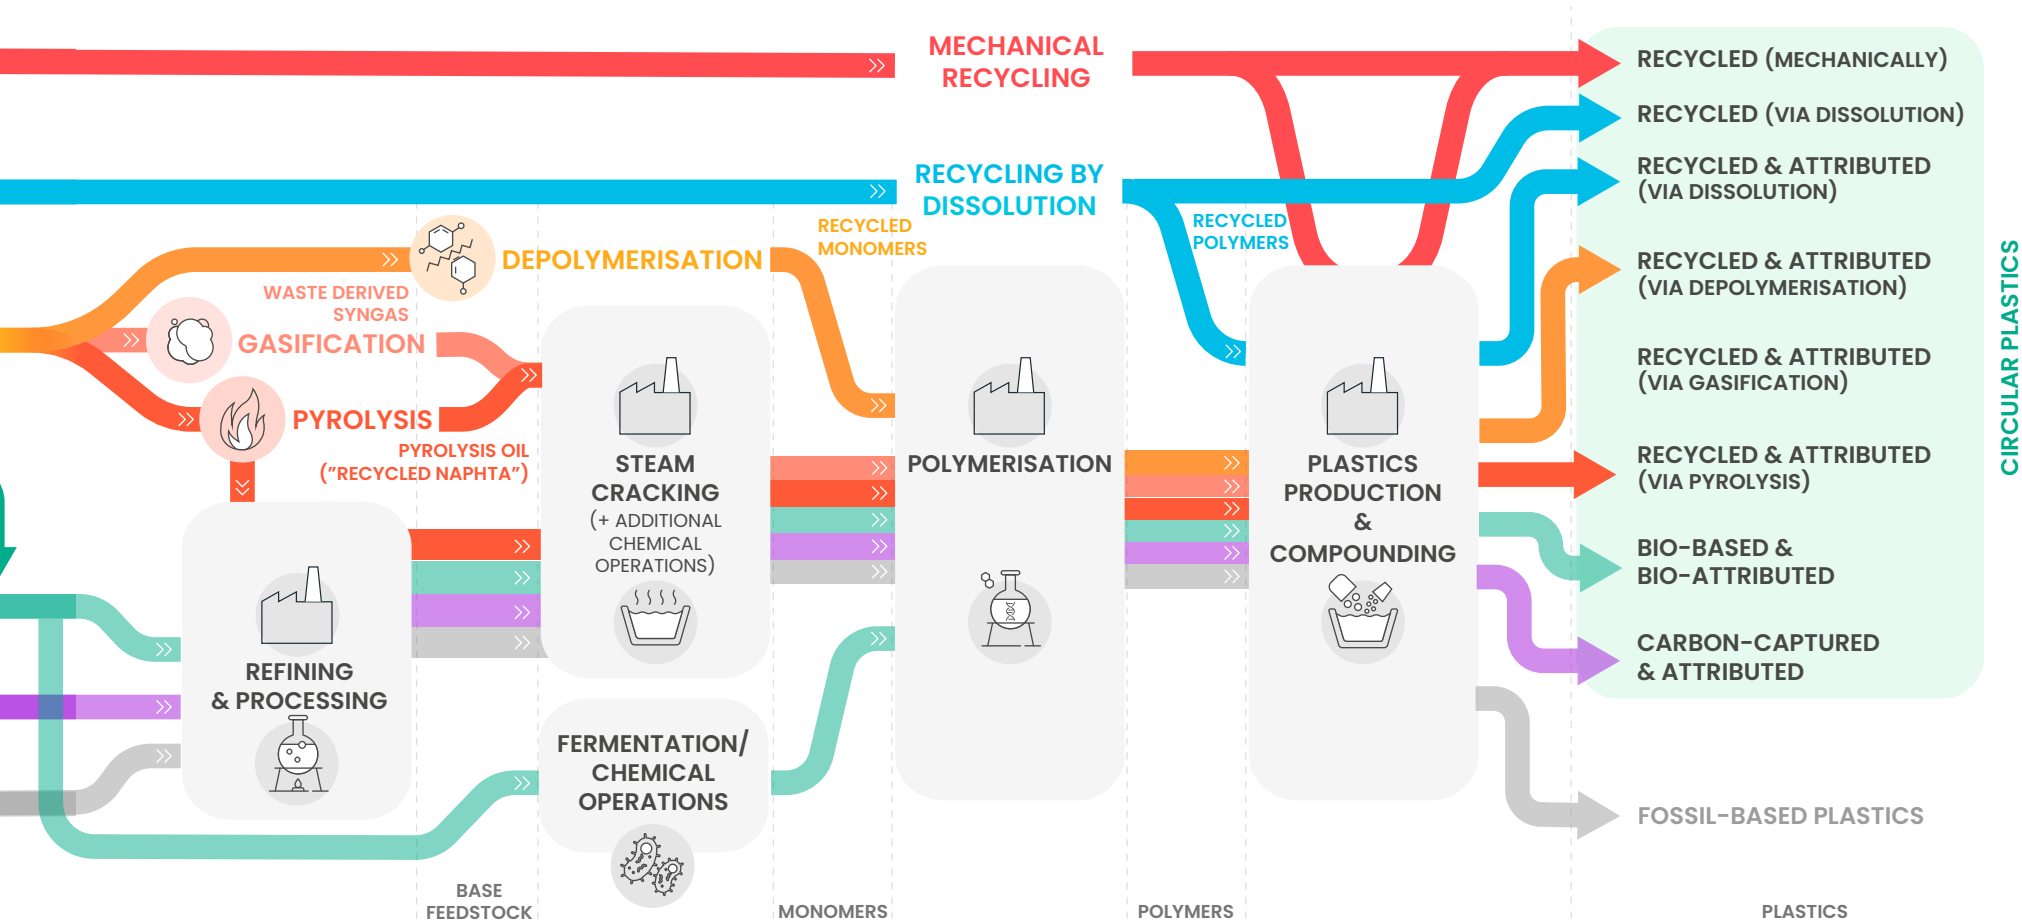 MECHANICAL
RECYCLING
RECYCLING BY
DISSOLUTION
RECYCLED
MONOMERS
RECYCLED
POLYMERS
DEPOLYMERISATION
WASTE DERIVED
SYNGAS
GASIFICATION
PYROLYSIS
PYROLYSIS OIL
("RECYCLED NAPHTA")
REFINING
& PROCESSING
STEAM
CRACKING
(+ ADDITIONAL
CHEMICAL
OPERATIONS)
FERMENTATION/
CHEMICAL
OPERATIONS
POLYMERISATION
PLASTICS
PRODUCTION
&
COMPOUNDING
RECYCLED (MECHANICALLY)
RECYCLED (VIA DISSOLUTION)
RECYCLED & ATTRIBUTED
(VIA DISSOLUTION)
RECYCLED & ATTRIBUTED
(VIA DEPOLYMERISATION)
RECYCLED & ATTRIBUTED
(VIA GASIFICATION)
RECYCLED & ATTRIBUTED
(VIA PYROLYSIS)
BIO-BASED &
BIO-ATTRIBUTED
CARBON-CAPTURED
& ATTRIBUTED
FOSSIL-BASED PLASTICS
CIRCULAR PLASTICS
BASE
FEEDSTOCK
MONOMERS
POLYMERS
PLASTICS